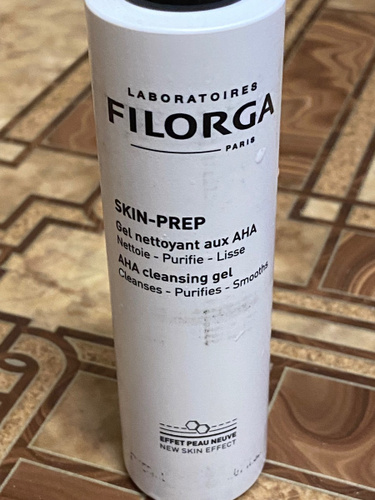 LABORATOIRES
FILORGA
PARIS
SKIN-PREP
Gel nettoyant aux AHA
Nettoie - Purifie - Lisse
AHA cleansing gel
Cleanses - Purifies - Smooths
EFFET PEAU NEUVE
NEW SKIN EFFECT